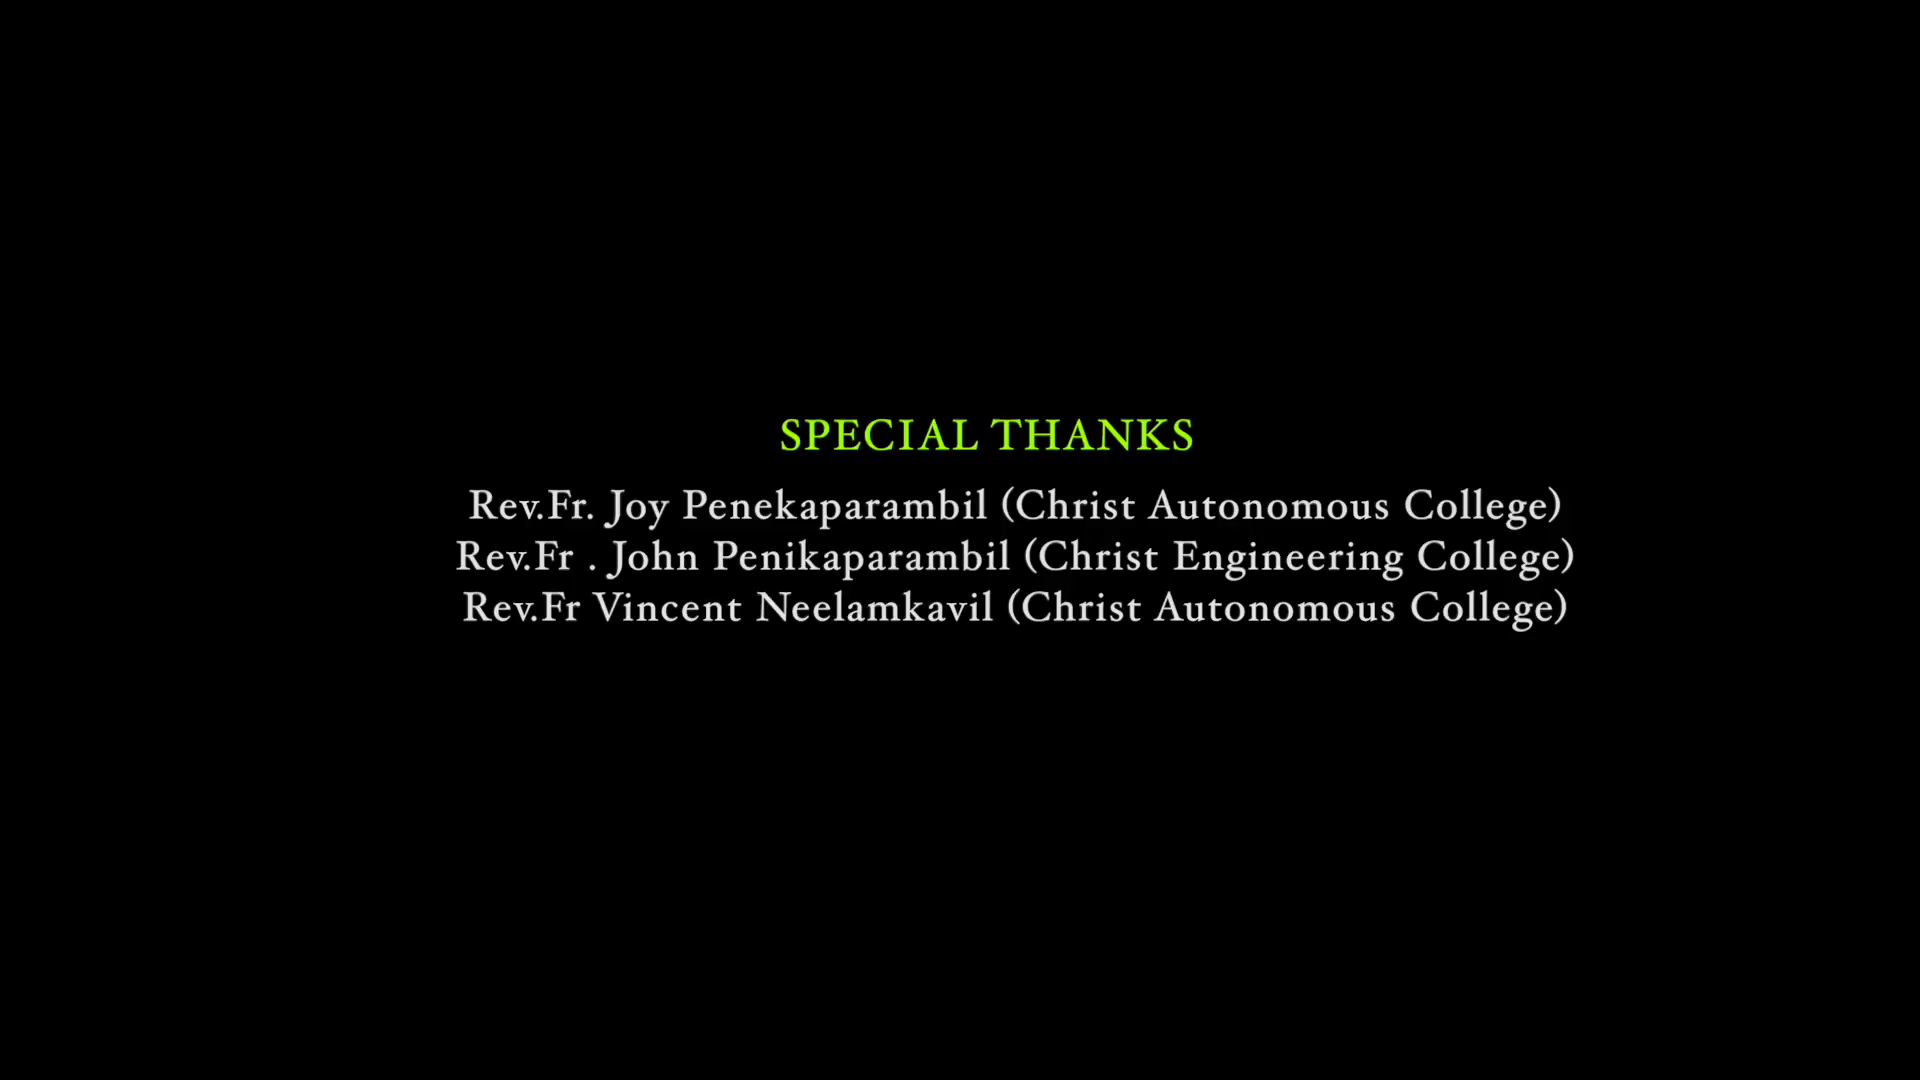 SPECIAL THANKS
Rev.Fr. Joy Penekaparambil (Christ Autonomous College)
Rev.Fr . John Penikaparambil (Christ Engineering College)
Rev.Fr Vincent Neelamkavil (Christ Autonomous College)